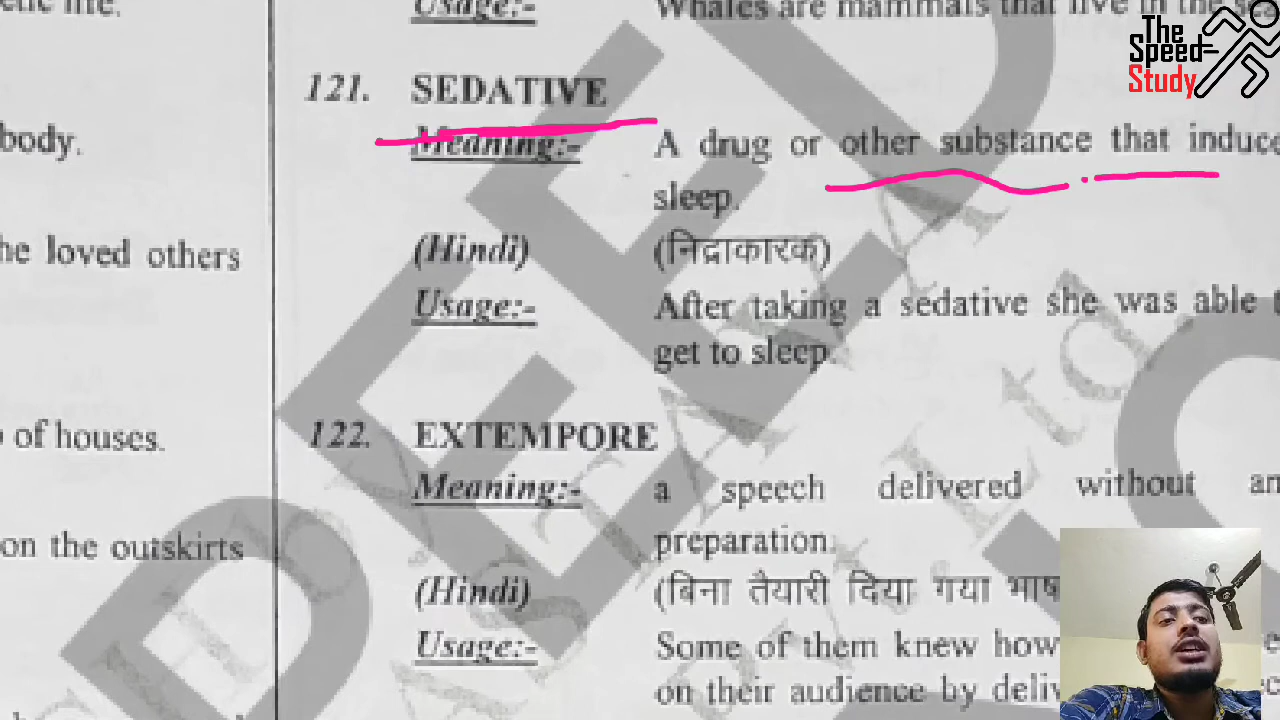 etic life.
body.
he loved others
of houses.
on the outskirts
Usage:- Whales are mammals that live in the sea
121. SEDATIVE
Meaning:- A drug or other substance that induce
sleep.
(Hindi) (निद्राकारक)
Usage:- After taking a sedative she was able t
get to sleep.
122. EXTEMPORE
Meaning:- a speech delivered without an
preparation.
(Hindi) (बिना तैयारी दिया गया भाष
Usage:- Some of them knew how
on their audience by deliv
The
Speed
Study